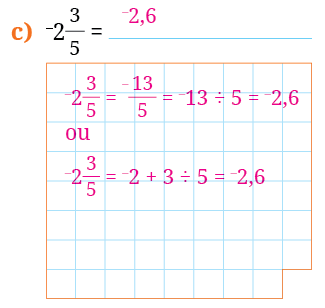 c) ⁻2 3/5 = ⁻2,6
⁻2 3/5 = ⁻13/5 = ⁻13 ÷ 5 = ⁻2,6
ou
⁻2 3/5 = ⁻2 + 3 ÷ 5 = ⁻2,6